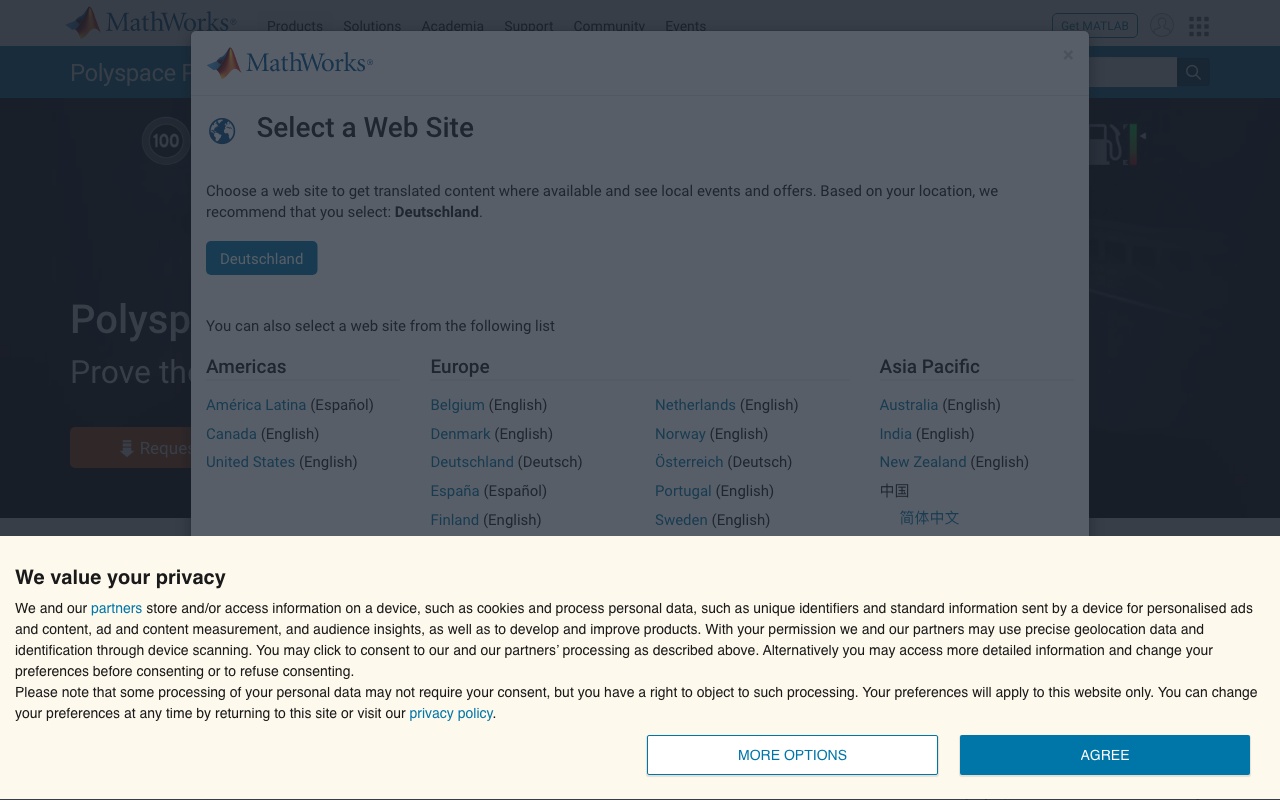 MathWorks®
Products Solutions Academia Support Community Events
Get MATLAB
Polyspace
MathWorks®
×
100
Select a Web Site
Choose a web site to get translated content where available and see local events and offers. Based on your location, we
recommend that you select: Deutschland.
Deutschland
Polysp
Prove the
You can also select a web site from the following list
Americas Europe Asia Pacific
América Latina (Español) Belgium (English) Netherlands (English) Australia (English)
Canada (English) Denmark (English) Norway (English) India (English)
Reque
United States (English) Deutschland (Deutsch) Österreich (Deutsch) New Zealand (English)
España (Español) Portugal (English) 中国
Finland (English) Sweden (English) 简体中文
We value your privacy
We and our partners store and/or access information on a device, such as cookies and process personal data, such as unique identifiers and standard information sent by a device for personalised ads
and content, ad and content measurement, and audience insights, as well as to develop and improve products. With your permission we and our partners may use precise geolocation data and
identification through device scanning. You may click to consent to our and our partners’ processing as described above. Alternatively you may access more detailed information and change your
preferences before consenting or to refuse consenting.
Please note that some processing of your personal data may not require your consent, but you have a right to object to such processing. Your preferences will apply to this website only. You can change
your preferences at any time by returning to this site or visit our privacy policy.
MORE OPTIONS AGREE